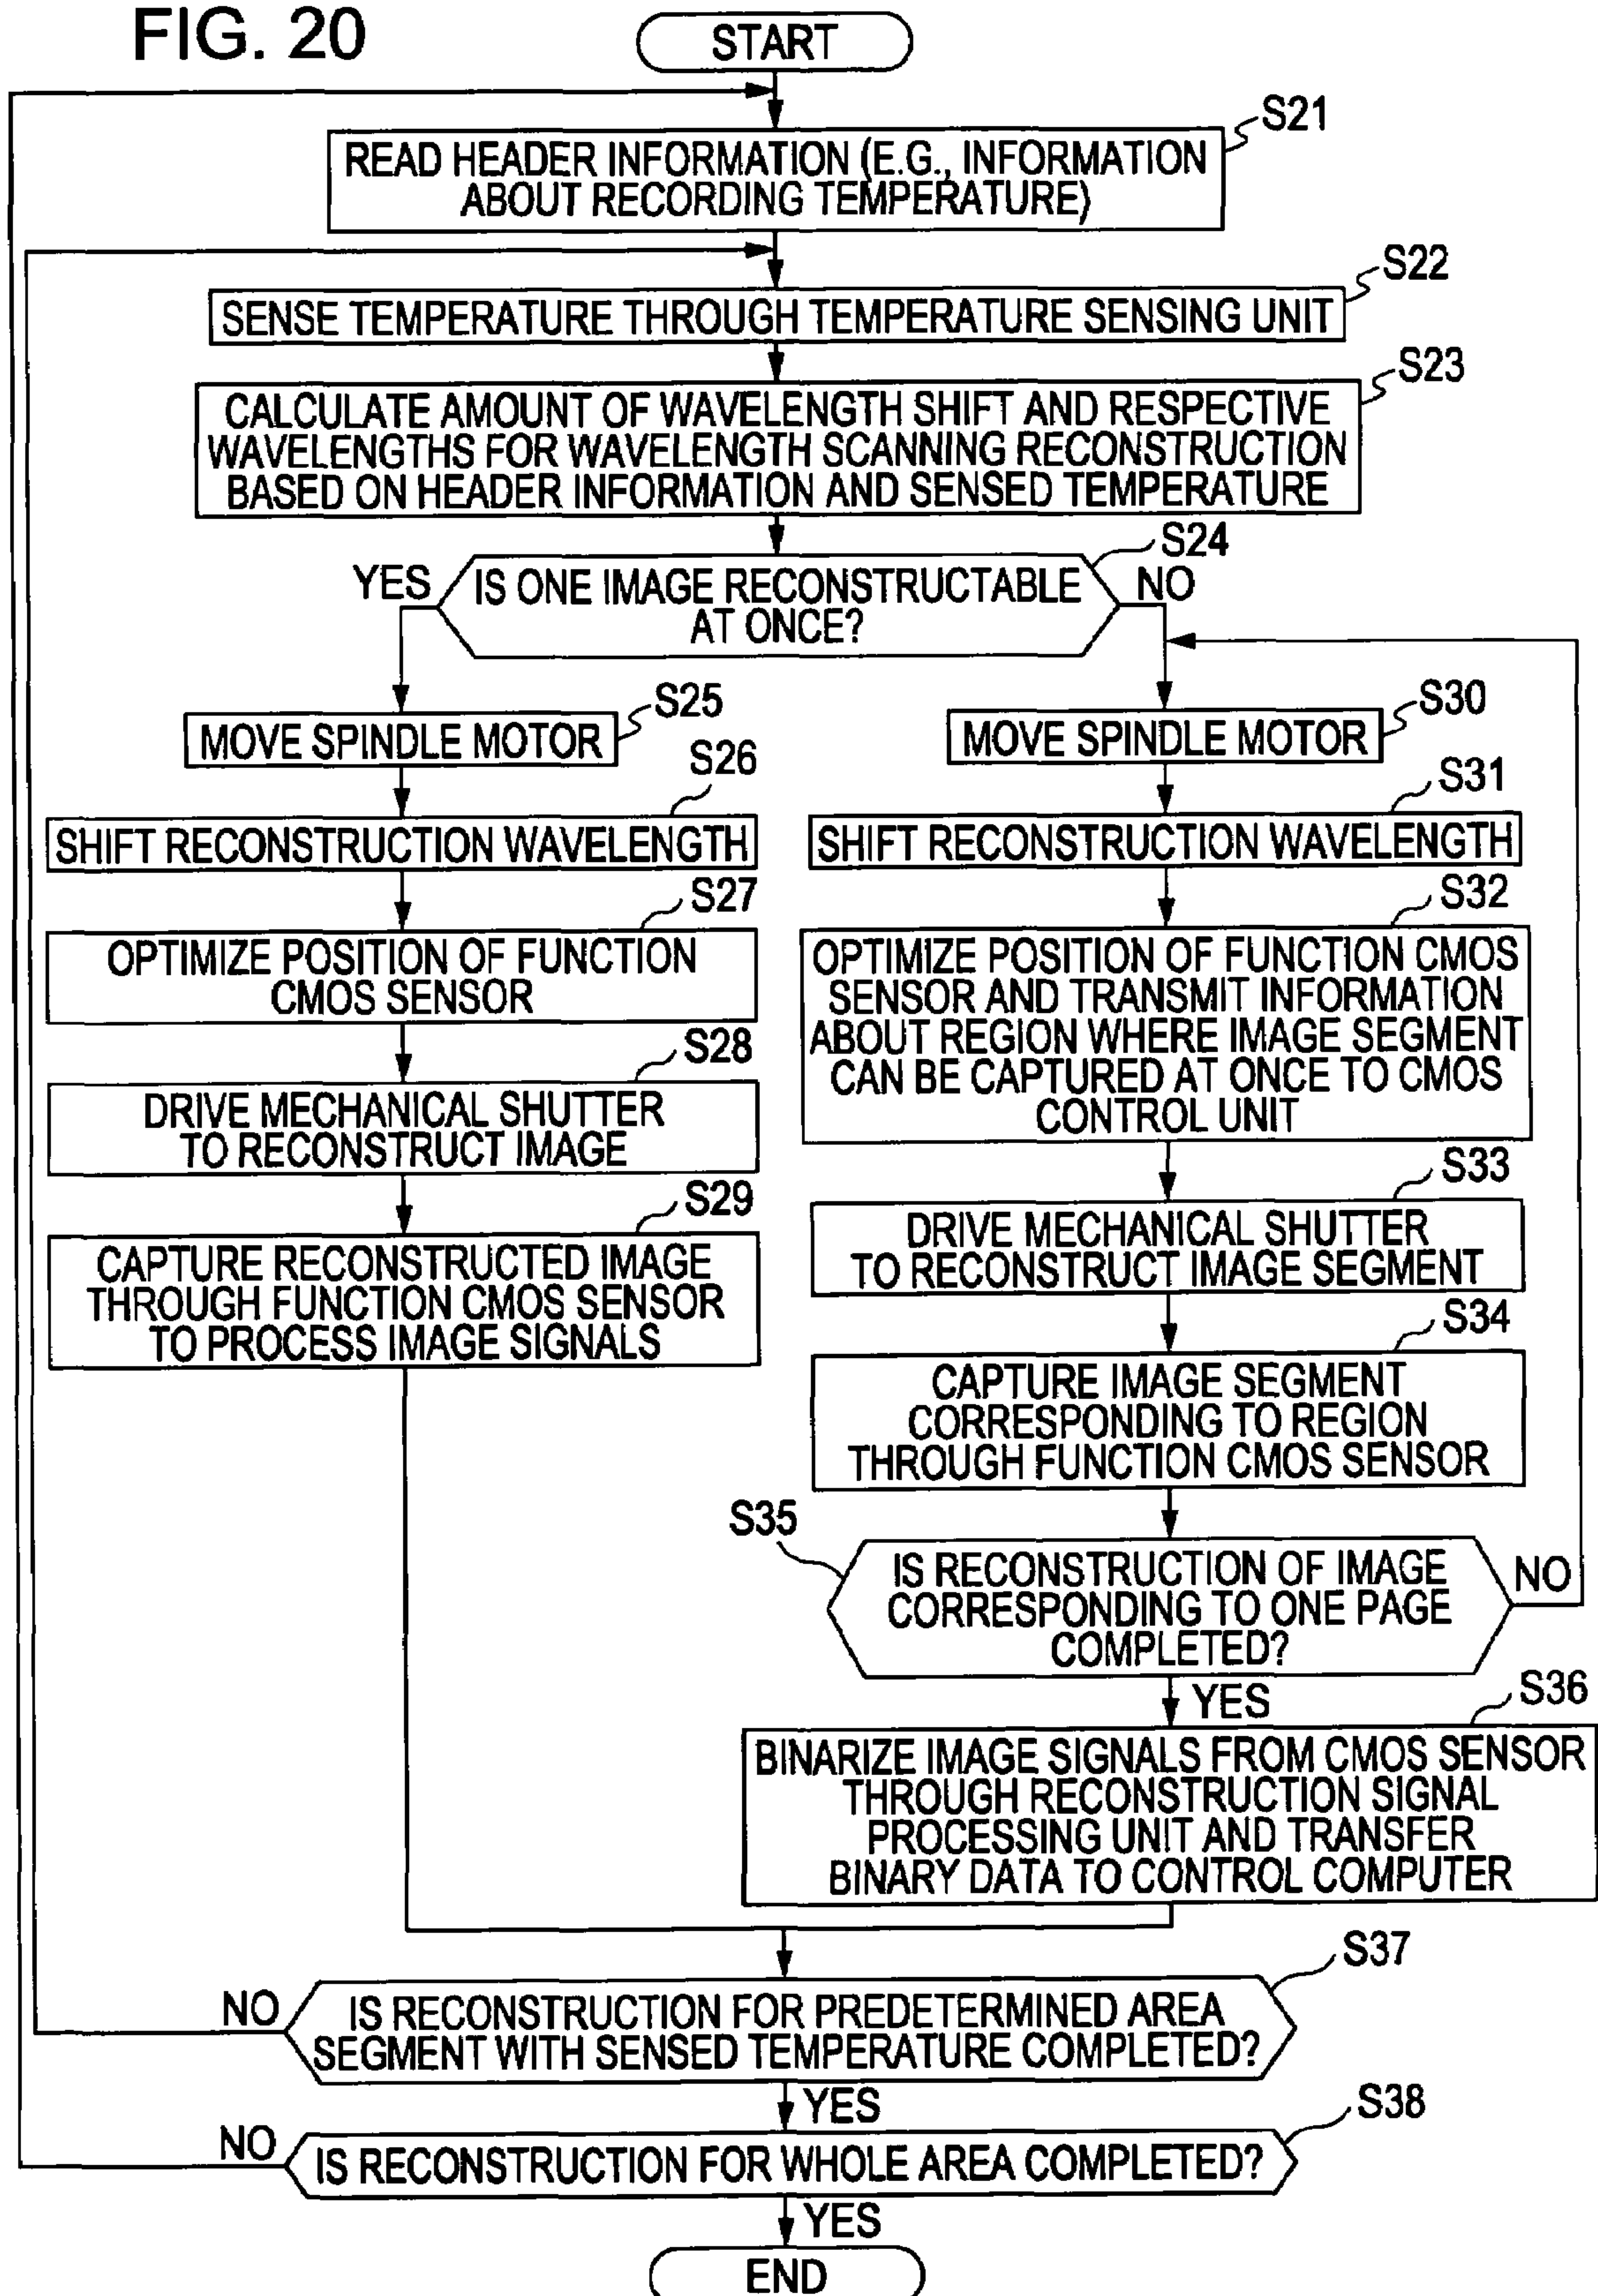 FIG. 20
START
S21
READ HEADER INFORMATION (E.G., INFORMATION
ABOUT RECORDING TEMPERATURE)
S22
SENSE TEMPERATURE THROUGH TEMPERATURE SENSING UNIT
S23
CALCULATE AMOUNT OF WAVELENGTH SHIFT AND RESPECTIVE
WAVELENGTHS FOR WAVELENGTH SCANNING RECONSTRUCTION
BASED ON HEADER INFORMATION AND SENSED TEMPERATURE
S24
YES
IS ONE IMAGE RECONSTRUCTABLE
AT ONCE?
NO
S25
MOVE SPINDLE MOTOR
S26
SHIFT RECONSTRUCTION WAVELENGTH
S27
OPTIMIZE POSITION OF FUNCTION
CMOS SENSOR
S28
DRIVE MECHANICAL SHUTTER
TO RECONSTRUCT IMAGE
S29
CAPTURE RECONSTRUCTED IMAGE
THROUGH FUNCTION CMOS SENSOR
TO PROCESS IMAGE SIGNALS
S30
MOVE SPINDLE MOTOR
S31
SHIFT RECONSTRUCTION WAVELENGTH
S32
OPTIMIZE POSITION OF FUNCTION CMOS
SENSOR AND TRANSMIT INFORMATION
ABOUT REGION WHERE IMAGE SEGMENT
CAN BE CAPTURED AT ONCE TO CMOS
CONTROL UNIT
S33
DRIVE MECHANICAL SHUTTER
TO RECONSTRUCT IMAGE SEGMENT
S34
CAPTURE IMAGE SEGMENT
CORRESPONDING TO REGION
THROUGH FUNCTION CMOS SENSOR
S35
IS RECONSTRUCTION OF IMAGE
CORRESPONDING TO ONE PAGE
COMPLETED?
NO
YES
S36
BINARIZE IMAGE SIGNALS FROM CMOS SENSOR
THROUGH RECONSTRUCTION SIGNAL
PROCESSING UNIT AND TRANSFER
BINARY DATA TO CONTROL COMPUTER
S37
NO
IS RECONSTRUCTION FOR PREDETERMINED AREA
SEGMENT WITH SENSED TEMPERATURE COMPLETED?
YES
S38
NO
IS RECONSTRUCTION FOR WHOLE AREA COMPLETED?
YES
END